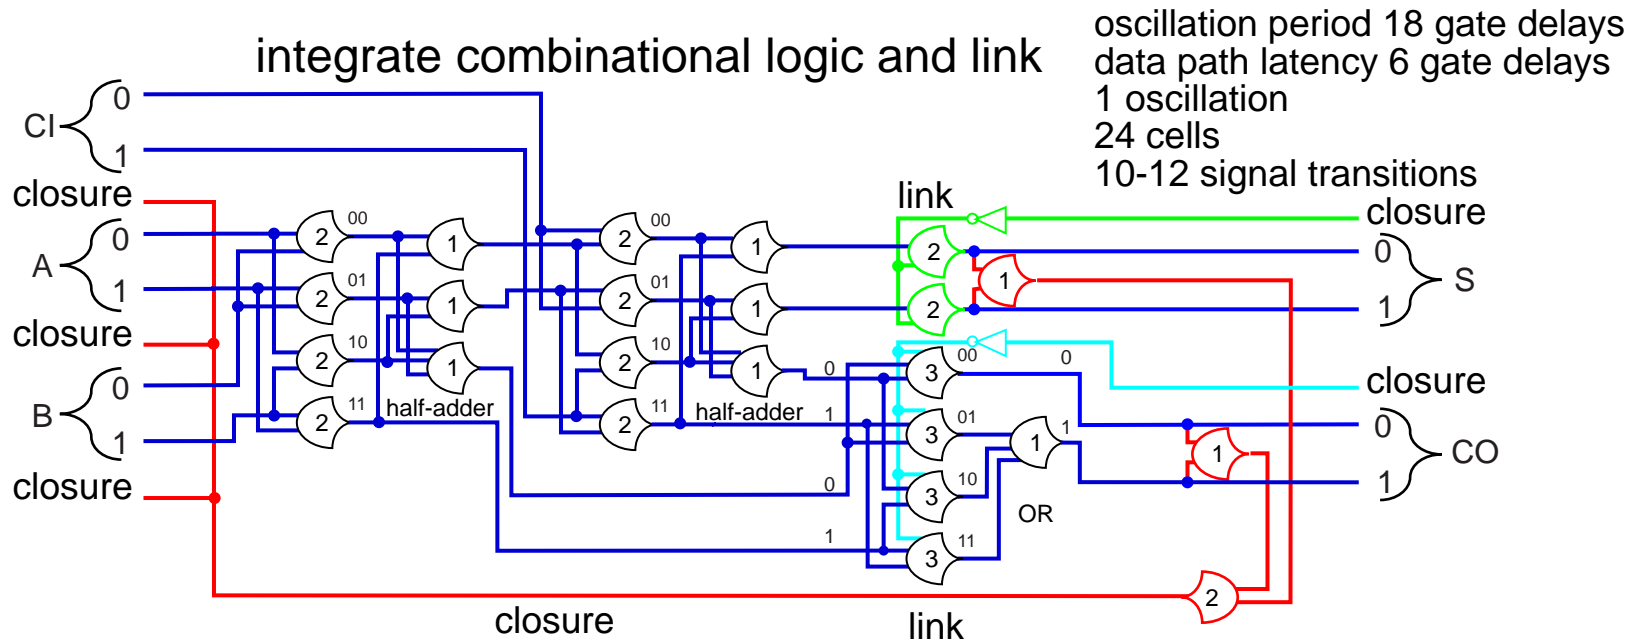 integrate combinational logic and link
oscillation period 18 gate delays
data path latency 6 gate delays
1 oscillation
24 cells
10-12 signal transitions
CI
0
1
closure
A
0
1
closure
B
0
1
closure
2
00
2
01
2
10
2
11
1
1
1
half-adder
2
00
2
01
2
10
2
11
1
1
1
half-adder
0
1
0
1
link
2
2
1
closure
0
S
1
3
00
0
3
01
3
10
3
11
1
1
OR
closure
0
CO
1
1
2
closure
link